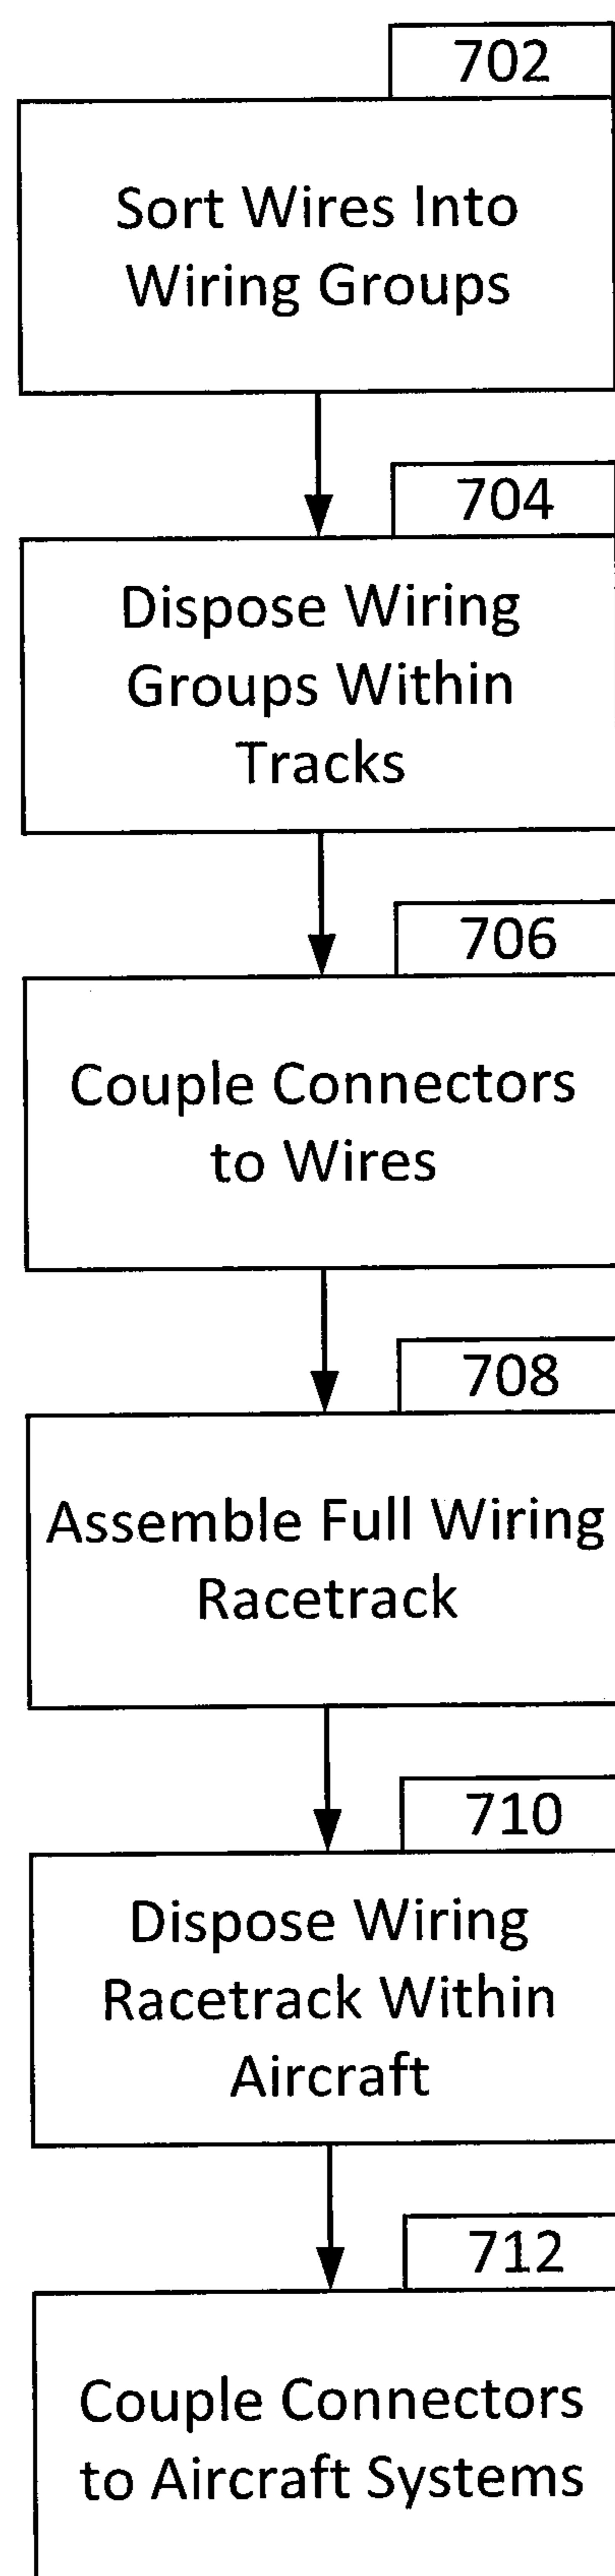 702
Sort Wires Into
Wiring Groups
704
Dispose Wiring
Groups Within
Tracks
706
Couple Connectors
to Wires
708
Assemble Full Wiring
Racetrack
710
Dispose Wiring
Racetrack Within
Aircraft
712
Couple Connectors
to Aircraft Systems